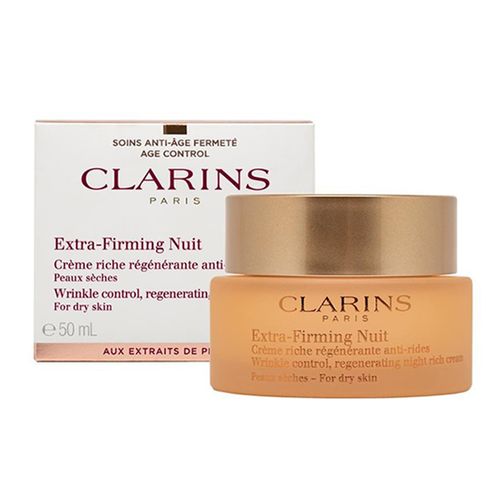 SOINS ANTI-ÂGE FERMETÉ
AGE CONTROL
CLARINS
PARIS
Extra-Firming Nuit
Crème riche régénérante anti-
Peaux sèches
Wrinkle control, regenerating
For dry skin
℮ 50 mL
AUX EXTRAITS DE
CLARINS
PARIS
Extra-Firming Nuit
Crème riche régénérante anti-rides
Wrinkle control, regenerating night rich cream
Peaux sèches – For dry skin